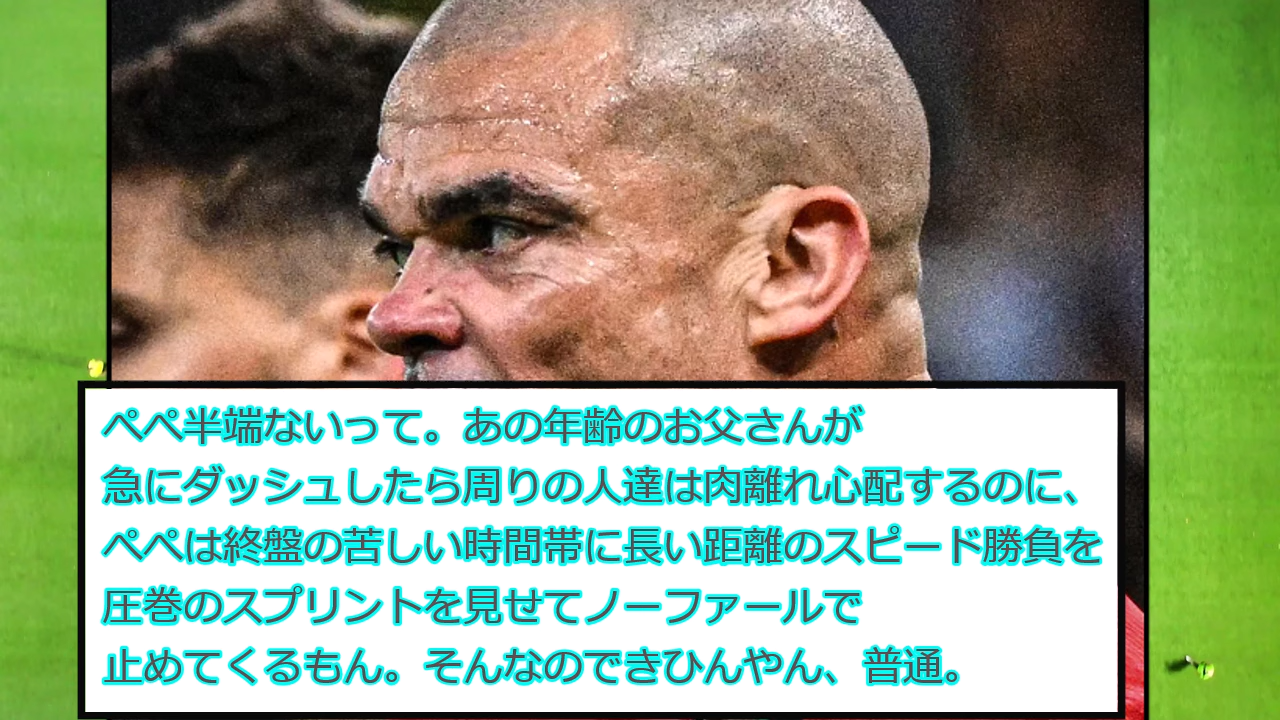 ペペ半端ないって。あの年齢のお父さんが
急にダッシュしたら周りの人達は肉離れ心配するのに、
ペペは終盤の苦しい時間帯に長い距離のスピード勝負を
圧巻のスプリントを見せてノーファールで
止めてくるもん。そんなのできひんやん、普通。